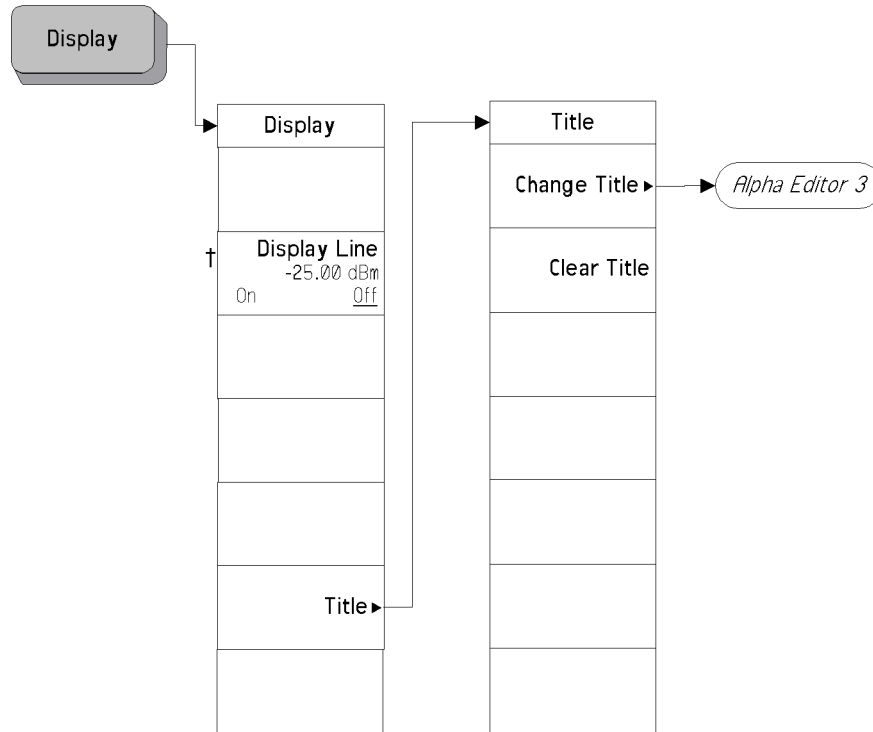 Display
Display
Title
Change Title
Alpha Editor 3
† Display Line
-25.00 dBm
On Off
Clear Title
Title